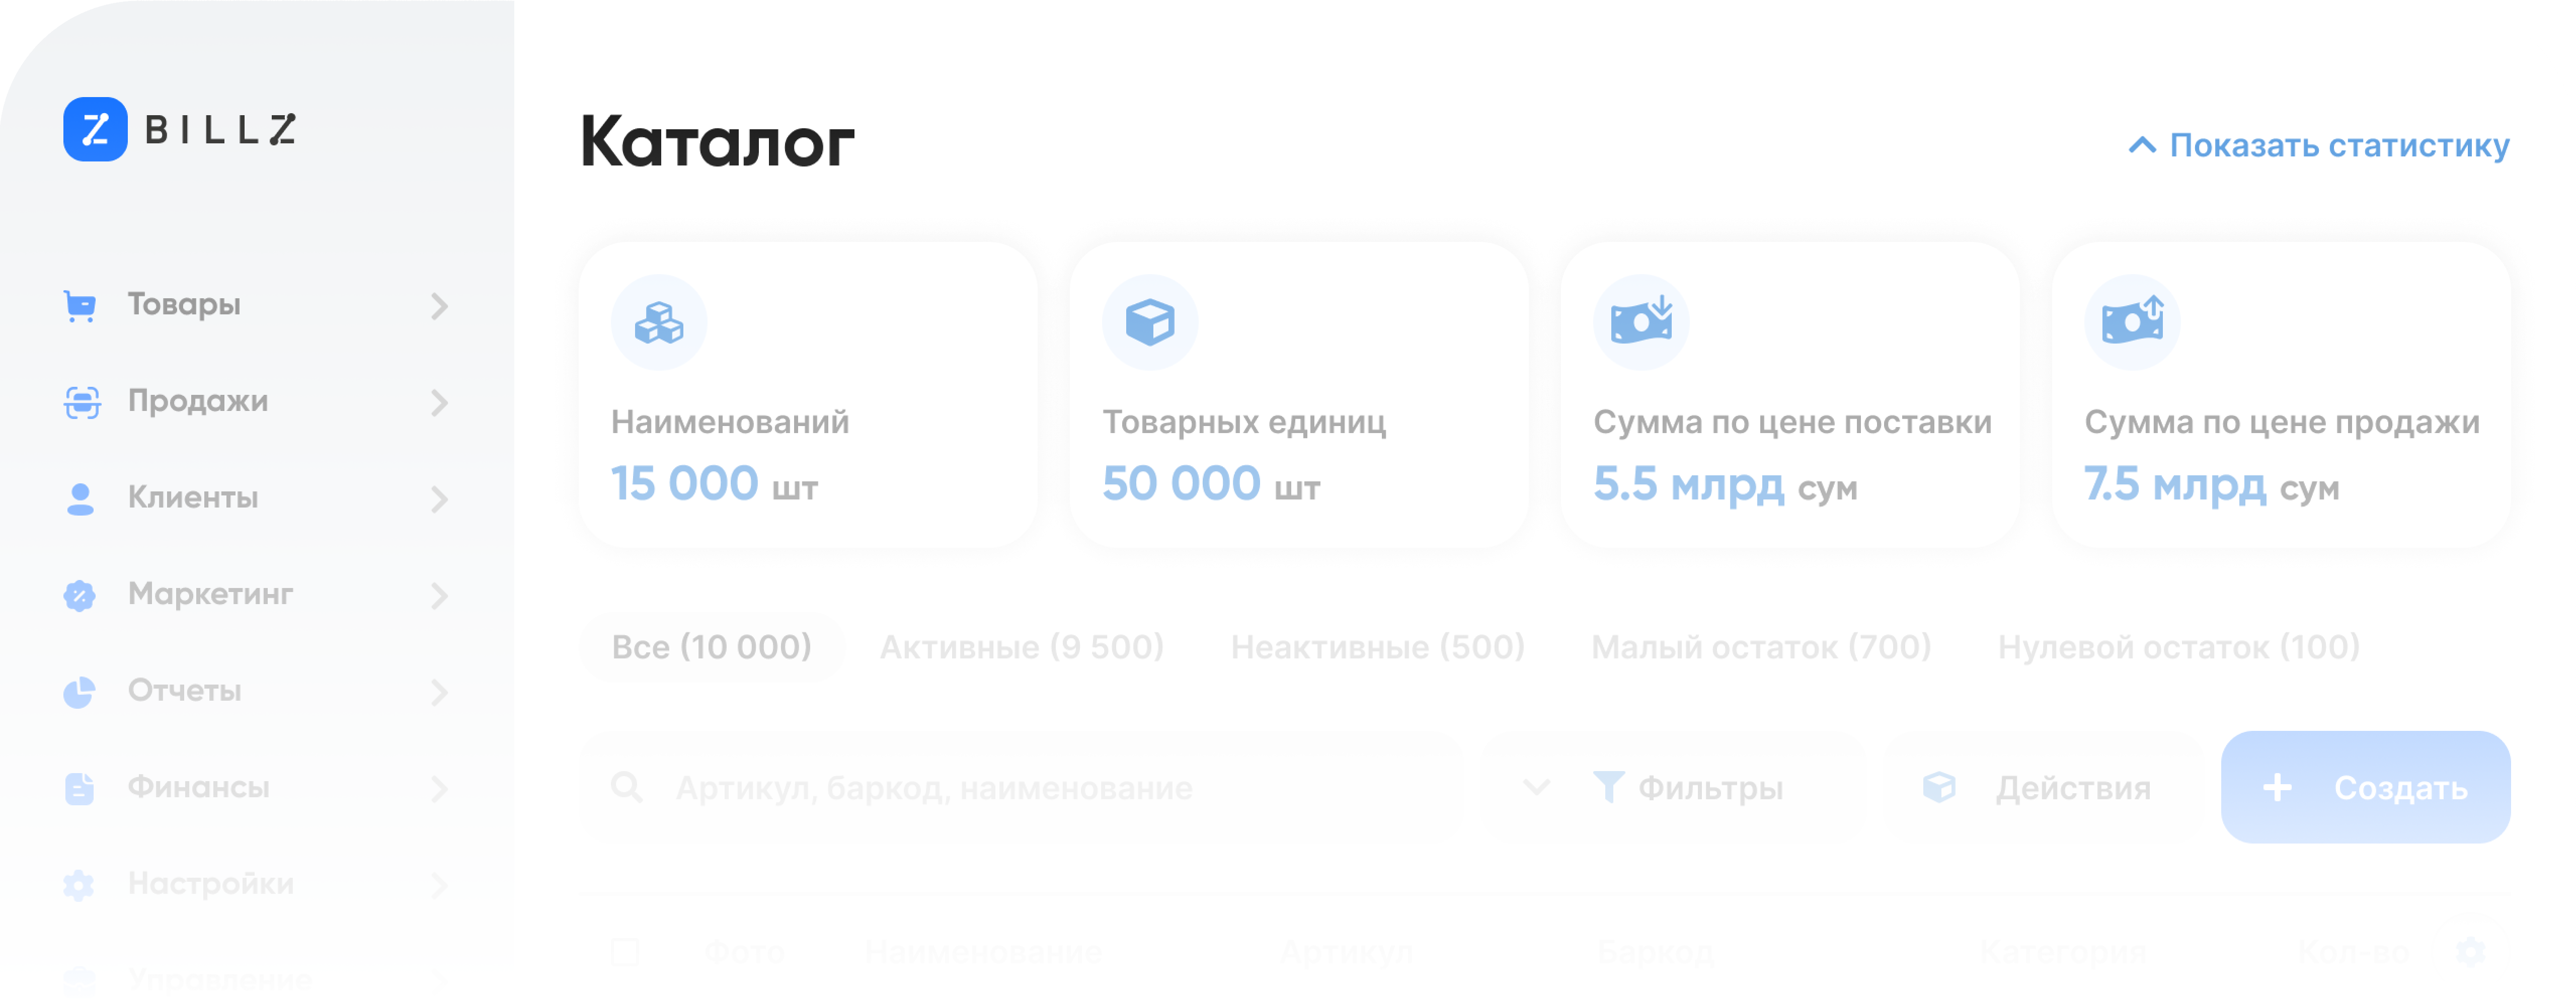 BILLZ
Товары
Продажи
Клиенты
Маркетинг
Отчеты
Финансы
Настройки
Управление
Каталог
Показать статистику
Наименований
15 000 шт
Товарных единиц
50 000 шт
Сумма по цене поставки
5.5 млрд сум
Сумма по цене продажи
7.5 млрд сум
Все (10 000) Активные (9 500) Неактивные (500) Малый остаток (700) Нулевой остаток (100)
Артикул, баркод, наименование Фильтры Действия Создать
Фото Наименование Артикул Баркод Категория Кол-во